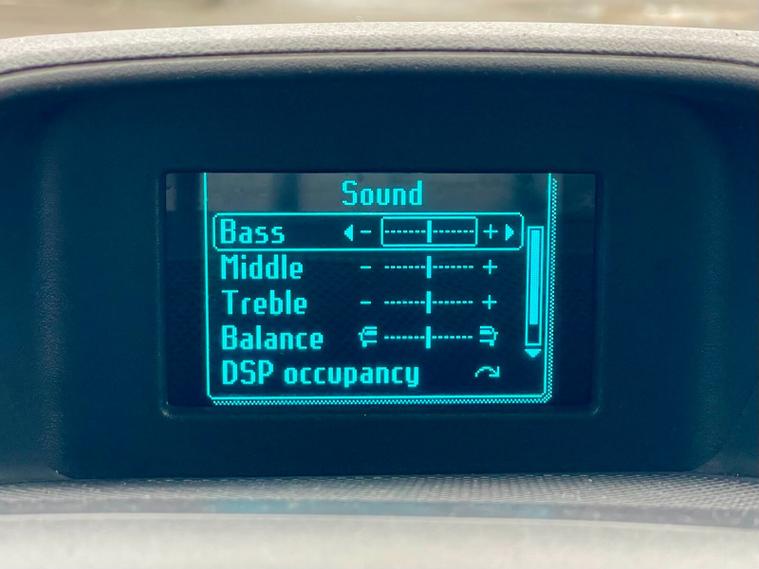 Sound
Bass - +
Middle - +
Treble - +
Balance
DSP occupancy